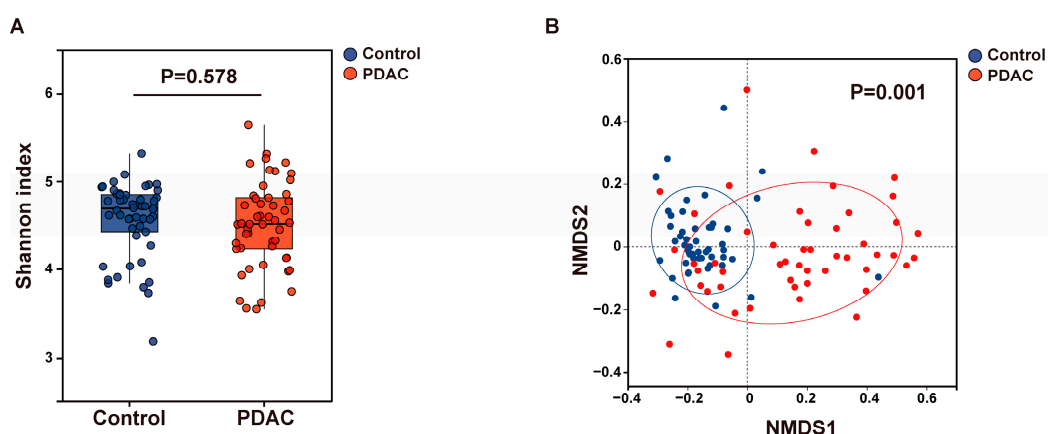 A
Control
PDAC
P=0.578
Shannon index
6
5
4
3
Control
PDAC
B
Control
PDAC
P=0.001
NMDS2
0.6
0.4
0.2
0
−0.2
−0.4
−0.4
−0.2
0
0.2
0.4
0.6
NMDS1